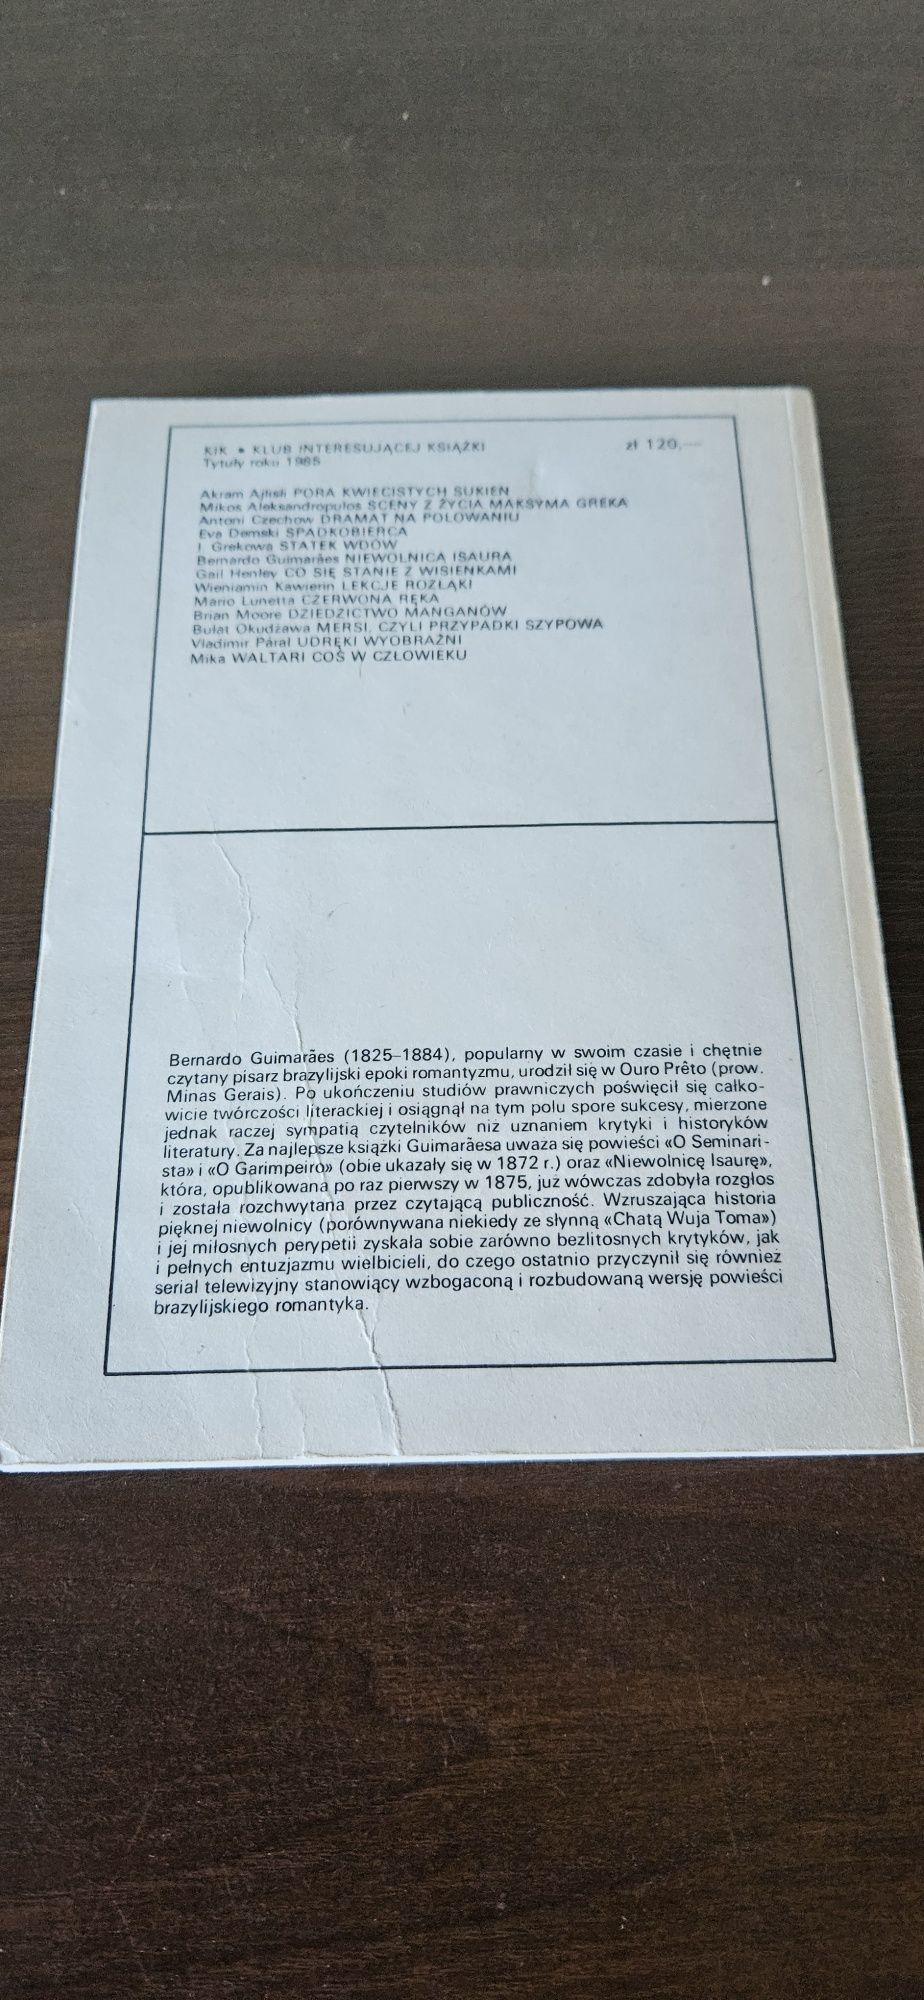 KIK • KLUB INTERESUJĄCEJ KSIĄŻKI zł 120,—
Tytuły roku 1985
Akram Ajlisli PORA KWIECISTYCH SUKIEN
Mikos Aleksandropulos SCENY Z ŻYCIA MAKSYMA GREKA
Antoni Czechow DRAMAT NA POLOWANIU
Eva Demski SPADKOBIERCA
I. Grekowa STATEK WDÓW
Bernardo Guimarães NIEWOLNICA ISAURA
Gail Henley CO SIĘ STANIE Z WISIENKAMI
Wieniamin Kawierin LEKCJE ROZŁĄKI
Mario Lunetta CZERWONA RĘKA
Brian Moore DZIEDZICTWO MANGANÓW
Bułat Okudżawa MERSI, CZYLI PRZYPADKI SZYPOWA
Vladimir Páral UDRĘKI WYOBRAŹNI
Mika WALTARI COŚ W CZŁOWIEKU
Bernardo Guimarães (1825–1884), popularny w swoim czasie i chętnie
czytany pisarz brazylijski epoki romantyzmu, urodził się w Ouro Prêto (prow.
Minas Gerais). Po ukończeniu studiów prawniczych poświęcił się całko-
wicie twórczości literackiej i osiągnął na tym polu spore sukcesy, mierzone
jednak raczej sympatią czytelników niż uznaniem krytyki i historyków
literatury. Za najlepsze książki Guimarãesa uważa się powieści «O Seminari-
sta» i «O Garimpeiro» (obie ukazały się w 1872 r.) oraz «Niewolnicę Isaurę»,
która, opublikowana po raz pierwszy w 1875, już wówczas zdobyła rozgłos
i została rozchwytana przez czytającą publiczność. Wzruszająca historia
pięknej niewolnicy (porównywana niekiedy ze słynną «Chatą Wuja Toma»)
i jej miłosnych perypetii zyskała sobie zarówno bezlitosnych krytyków, jak
i pełnych entuzjazmu wielbicieli, do czego ostatnio przyczynił się również
serial telewizyjny stanowiący wzbogaconą i rozbudowaną wersję powieści
brazylijskiego romantyka.